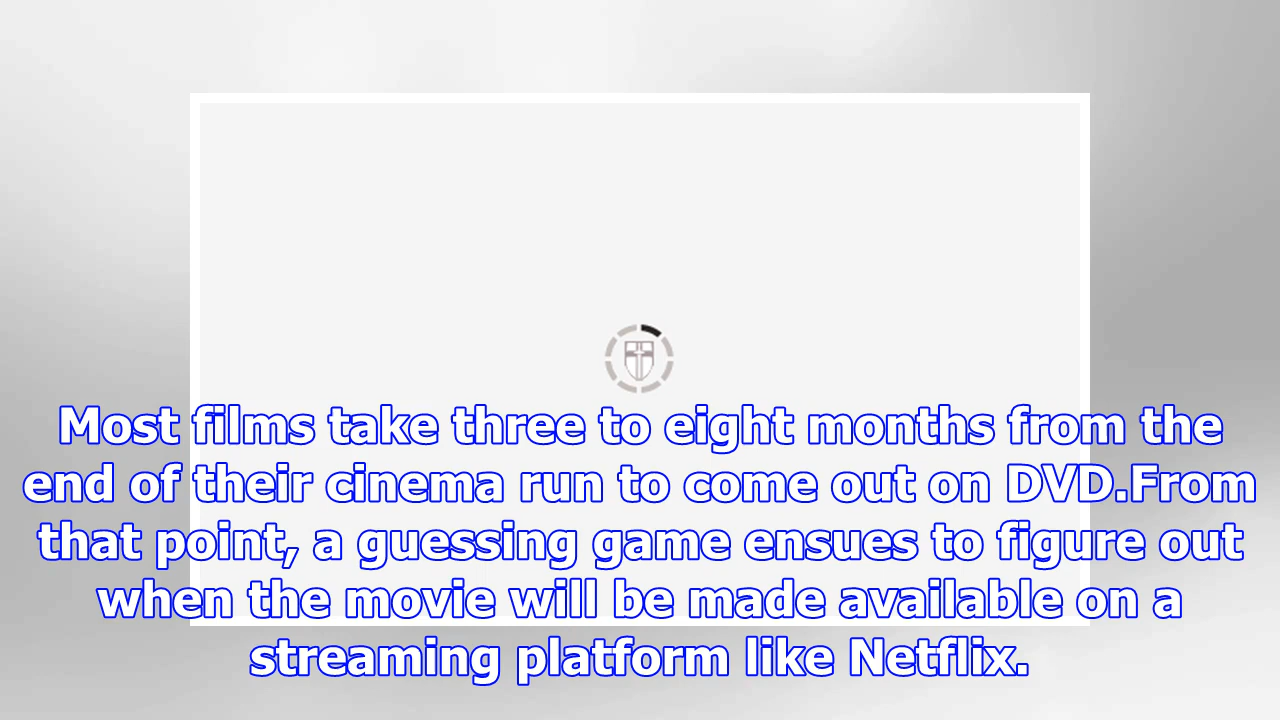 Most films take three to eight months from the
end of their cinema run to come out on DVD.From
that point, a guessing game ensues to figure out
when the movie will be made available on a
streaming platform like Netflix.